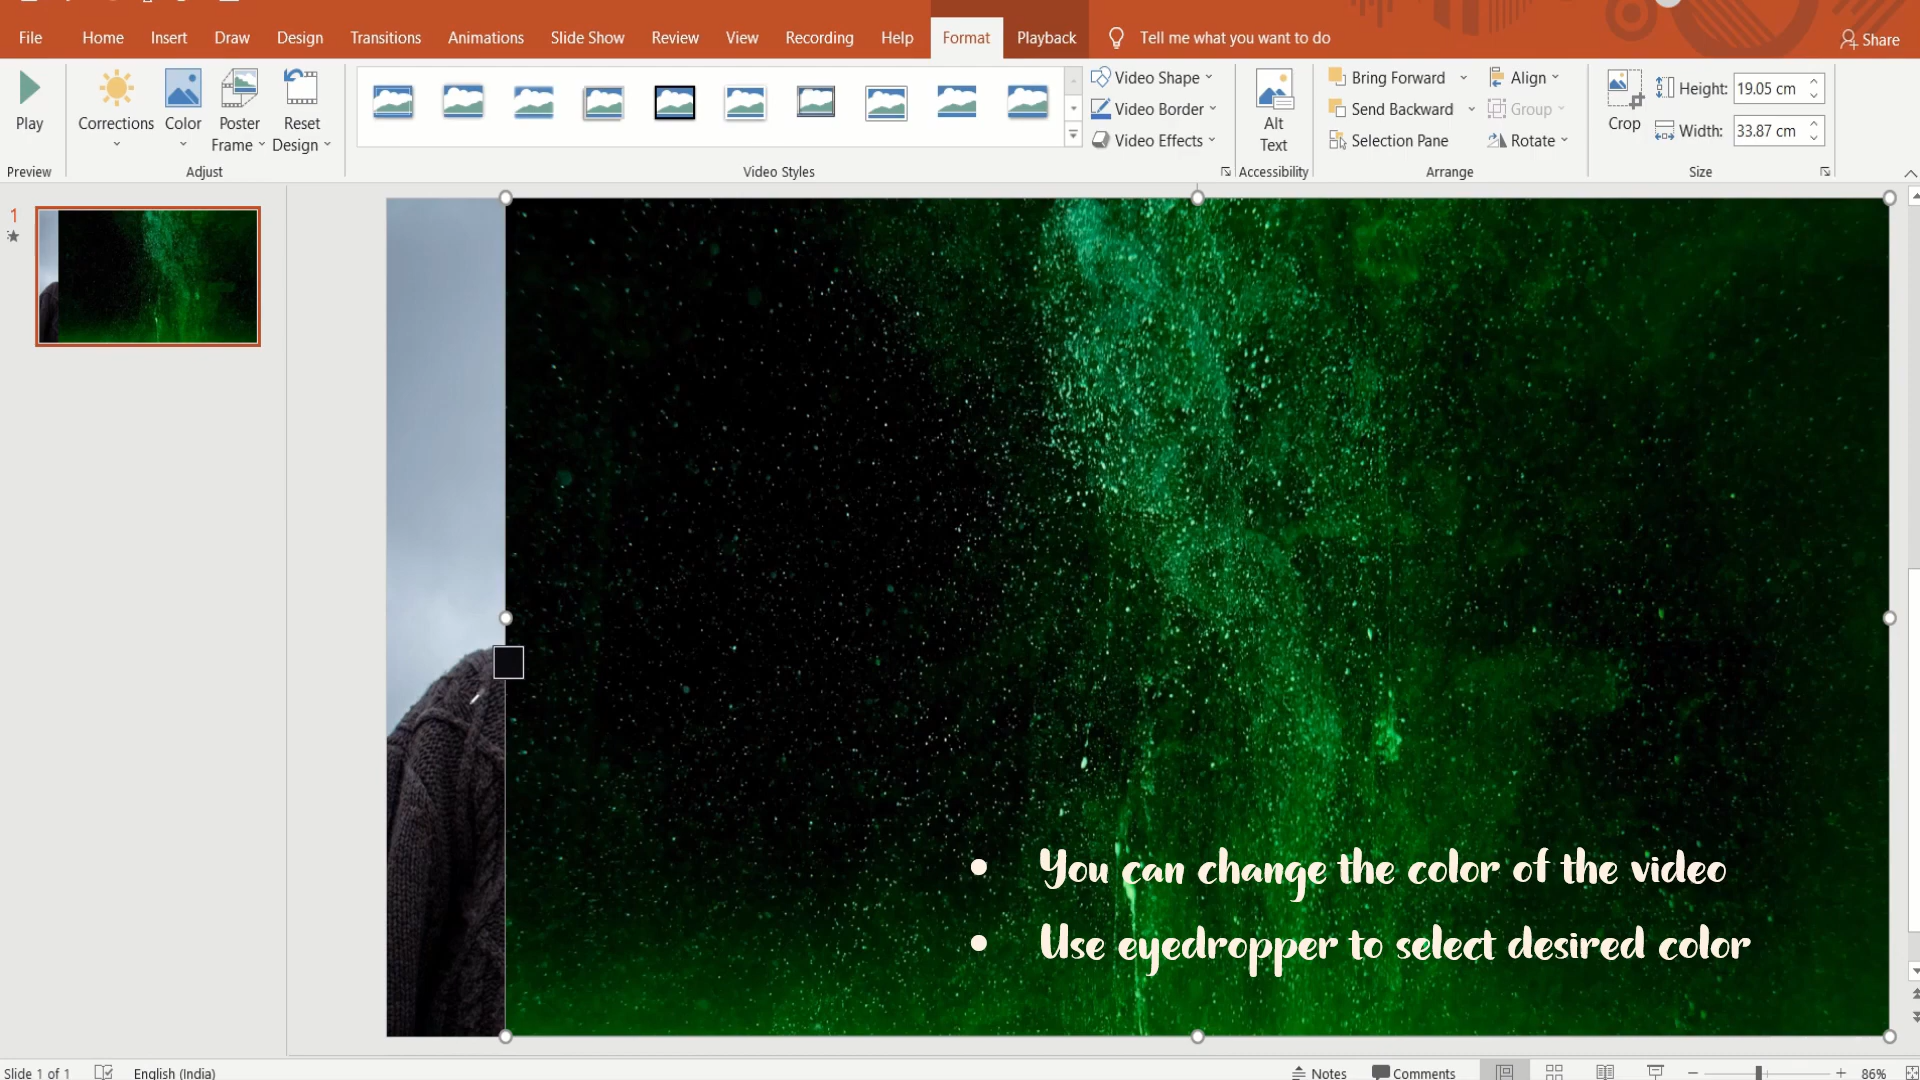 File Home Insert Draw Design Transitions Animations Slide Show Review View Recording Help Format Playback Tell me what you want to do Share
Play
Preview
Corrections
Color
Poster
Frame
Reset
Design
Adjust
Video Styles
Video Shape
Video Border
Video Effects
Alt
Text
Accessibility
Bring Forward
Send Backward
Selection Pane
Align
Group
Rotate
Arrange
Crop
Height: 19.05 cm
Width: 33.87 cm
Size
1
• You can change the color of the video
• Use eyedropper to select desired color
Slide 1 of 1 English (India) Notes Comments 86%